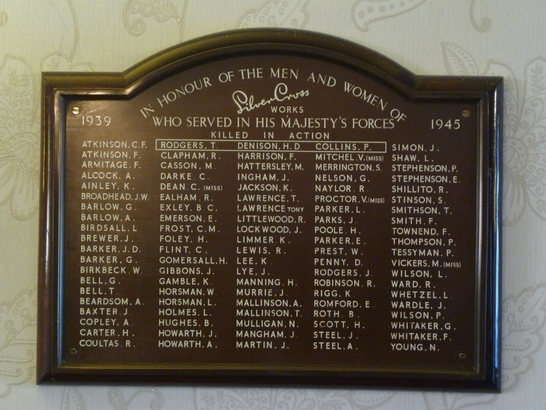 IN HONOUR OF THE MEN AND WOMEN OF
Silver Cross
WORKS
1939 WHO SERVED IN HIS MAJESTY'S FORCES 1945
KILLED IN ACTION
RODGERS, T. DENISON, H.D COLLINS, P.
ATKINSON, C.F.
ATKINSON, F.
ARMITAGE, F.
ALCOCK, A.
AINLEY, K.
BROADHEAD, J.W.
BARLOW, G.
BARLOW, A.
BIRDSALL, L
BREWER, J.
BARKER, J.D.
BARKER, G.
BIRKBECK, W.
BELL, G.
BELL, T
BEARDSOM, A.
BAXTER, J.
COPLEY, A.
CARTER, H.
COULTAS, R.
CLAPHAM, R.
CASSON, M.
DARKE, C.
DEAN, C. (MISS)
EALHAM, R.
EXLEY, B.C.
EMERSON, E.
FROST, C.M.
FOLEY, H.
FLINT, C.
GOMERSALL, H.
GIBBONS, J.
GAMBLE, K
HORSMAN, W
HORSMAN, L.
HOLMES, L.
HUGHES, B.
HOWARTH, J.
HOWARTH, A.
HARRISON, F.
HATTERSLEY, M.
INGHAM, J.
JACKSON, K.
LAWRENCE, T.
LAWRENCE TONY
LITTLEWOOD, R.
LOCKWOOD, J.
LIMMER, K.
LEWIS, R.
LEE, K.
LYE, J.
MANNING, H.
MURRIE, J.
MALLINSON, A.
MALLINSON, T.
MULLIGAN, N.
MANGHAM, J.
MARTIN, J.
MITCHEL, V. (MISS)
MERRINGTON, S.
NELSON, G.
NAYLOR, R.
PROCTOR, V. (MISS)
PARKER, L.
PARKS, J.
POOLE, H.
PARKER, E.
PREST, W.
PENNY, D.
RODGERS, J.
ROBINSON, R.
RIGG, K
ROMFORD, E.
ROTH, B.
SCOTT, H.
STEEL, J.
STEEL, A.
SIMON, J.
SHAW, L.
STEPHENSON, P.
STEPHENSON, E.
SHILLITO, R.
STINSON, S.
SMITHSON, T.
SMITH, F.
TOWNEND, F.
THOMPSON, P.
TESSYMAN, P.
VICKERS, M. (MISS)
WILSON, L.
WARD, R.
WHETZEL, L.
WARDLE, J.
WILSON, P.
WHITAKER, G.
WHITAKER, F.
YOUNG, N.